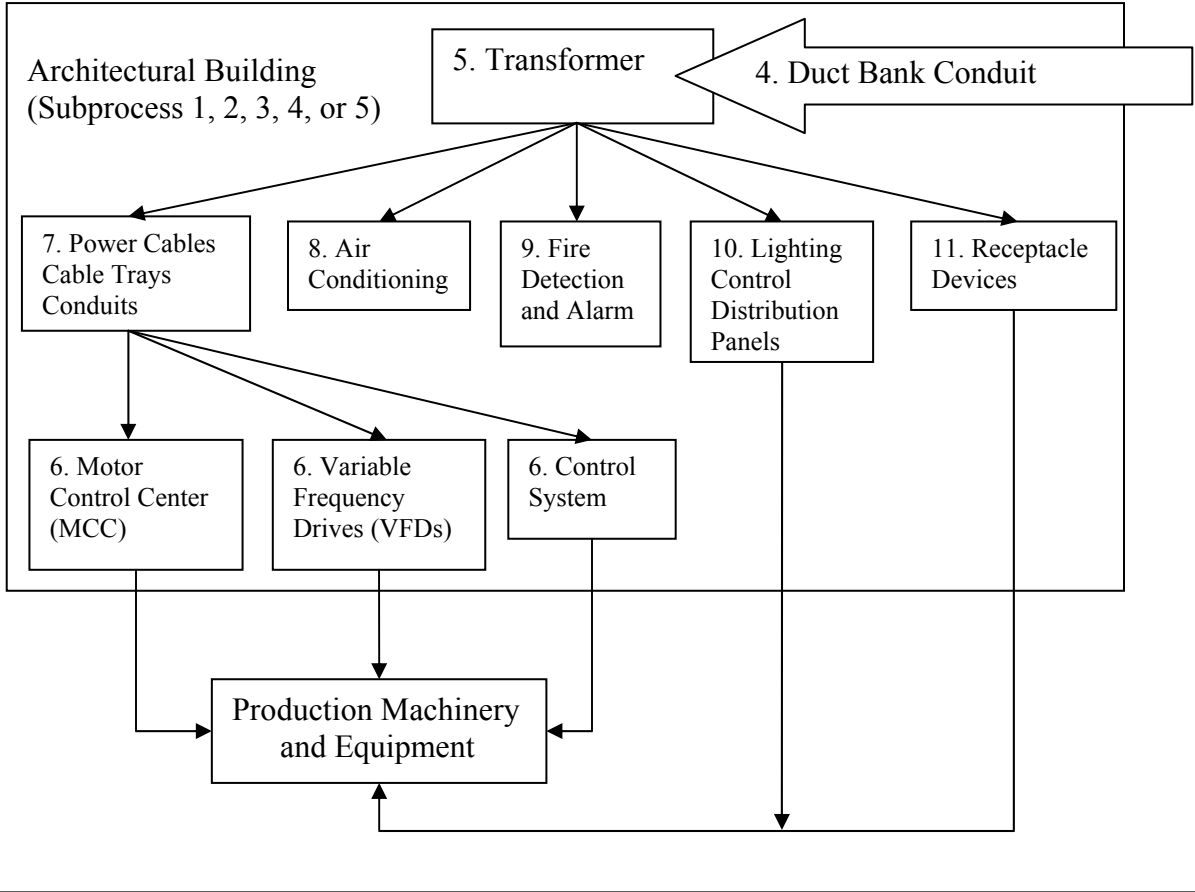 Architectural Building
(Subprocess 1, 2, 3, 4, or 5)
5. Transformer
4. Duct Bank Conduit
7. Power Cables
Cable Trays
Conduits
8. Air
Conditioning
9. Fire
Detection
and Alarm
10. Lighting
Control
Distribution
Panels
11. Receptacle
Devices
6. Motor
Control Center
(MCC)
6. Variable
Frequency
Drives (VFDs)
6. Control
System
Production Machinery
and Equipment